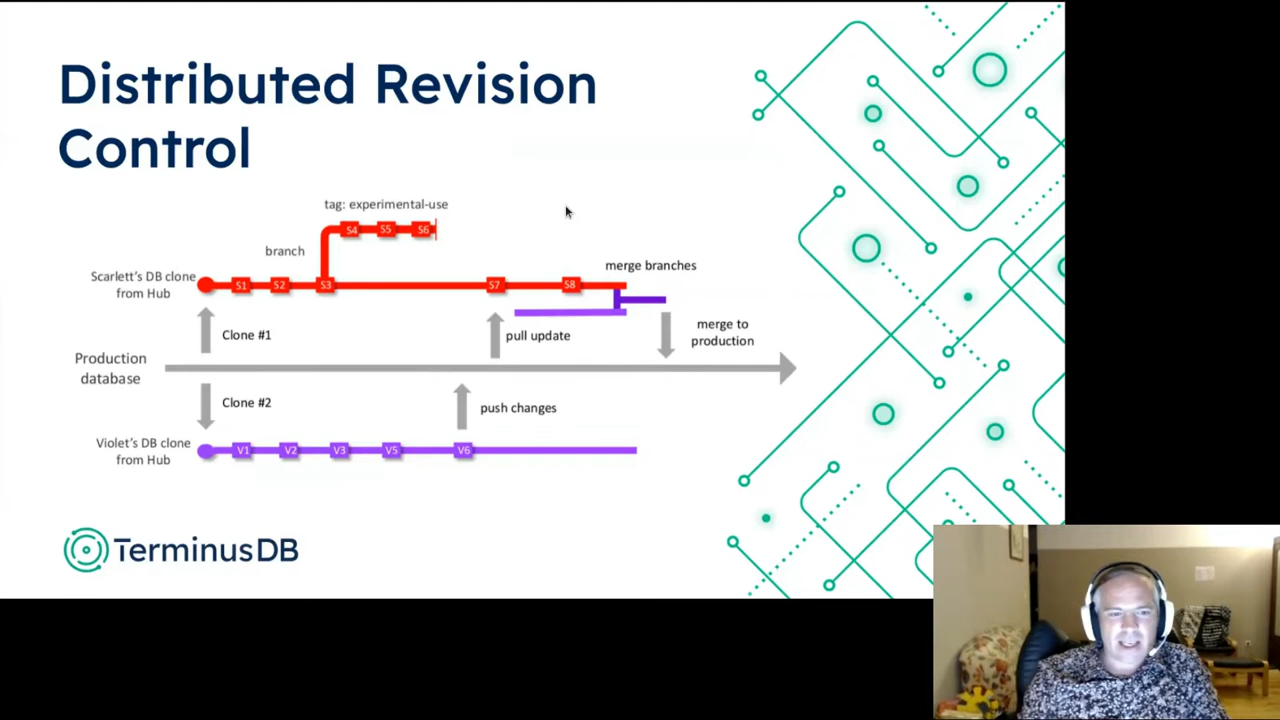 Distributed Revision
Control
tag: experimental-use
S4 S5 S6
branch
merge branches
Scarlett's DB clone
from Hub
S1 S2 S3 S7 S8
Clone #1
pull update
merge to
production
Production
database
Clone #2
push changes
Violet's DB clone
from Hub
V1 V2 V3 V5 V6
TerminusDB